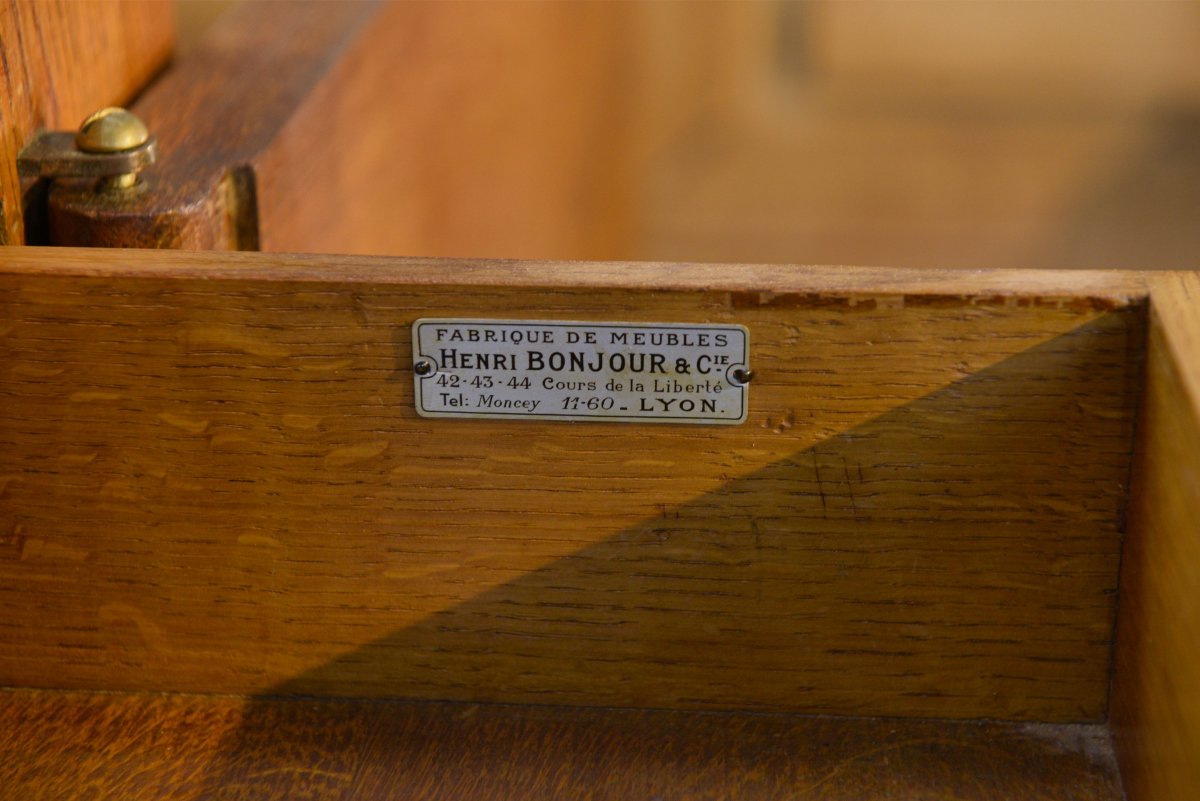 FABRIQUE DE MEUBLES
HENRI BONJOUR & CIE
42-43-44 Cours de la Liberté
Tel: Moncey 11-60 - LYON.